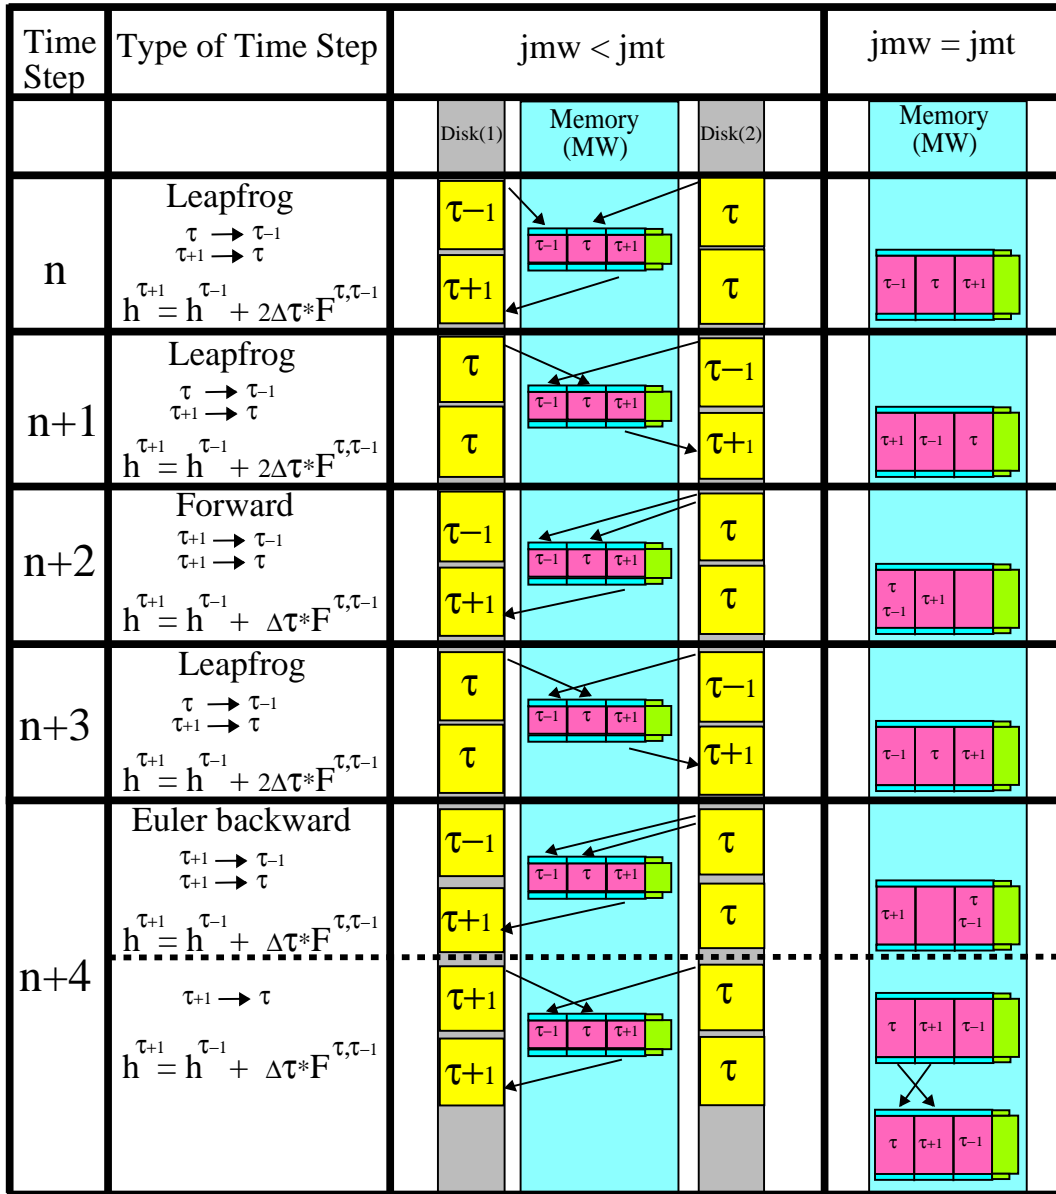 Time Step
Type of Time Step
jmw < jmt
jmw = jmt
Disk(1)
Memory (MW)
Disk(2)
Memory (MW)
n
Leapfrog
τ → τ−1
τ+1 → τ
h^τ+1 = h^τ−1 + 2Δτ*F^τ,τ−1
τ−1
τ+1
τ−1 τ τ+1
τ
τ
τ−1 τ τ+1
n+1
Leapfrog
τ → τ−1
τ+1 → τ
h^τ+1 = h^τ−1 + 2Δτ*F^τ,τ−1
τ
τ
τ−1 τ τ+1
τ−1
τ+1
τ+1 τ−1 τ
n+2
Forward
τ+1 → τ−1
τ+1 → τ
h^τ+1 = h^τ−1 + Δτ*F^τ,τ−1
τ−1
τ+1
τ−1 τ τ+1
τ
τ
τ
τ−1 τ+1
n+3
Leapfrog
τ → τ−1
τ+1 → τ
h^τ+1 = h^τ−1 + 2Δτ*F^τ,τ−1
τ
τ
τ−1 τ τ+1
τ−1
τ+1
τ−1 τ τ+1
n+4
Euler backward
τ+1 → τ−1
τ+1 → τ
h^τ+1 = h^τ−1 + Δτ*F^τ,τ−1
τ−1
τ+1
τ−1 τ τ+1
τ
τ
τ
τ+1 τ−1
τ+1 → τ
h^τ+1 = h^τ−1 + Δτ*F^τ,τ−1
τ+1
τ+1
τ−1 τ τ+1
τ
τ
τ τ+1 τ−1
τ τ+1 τ−1